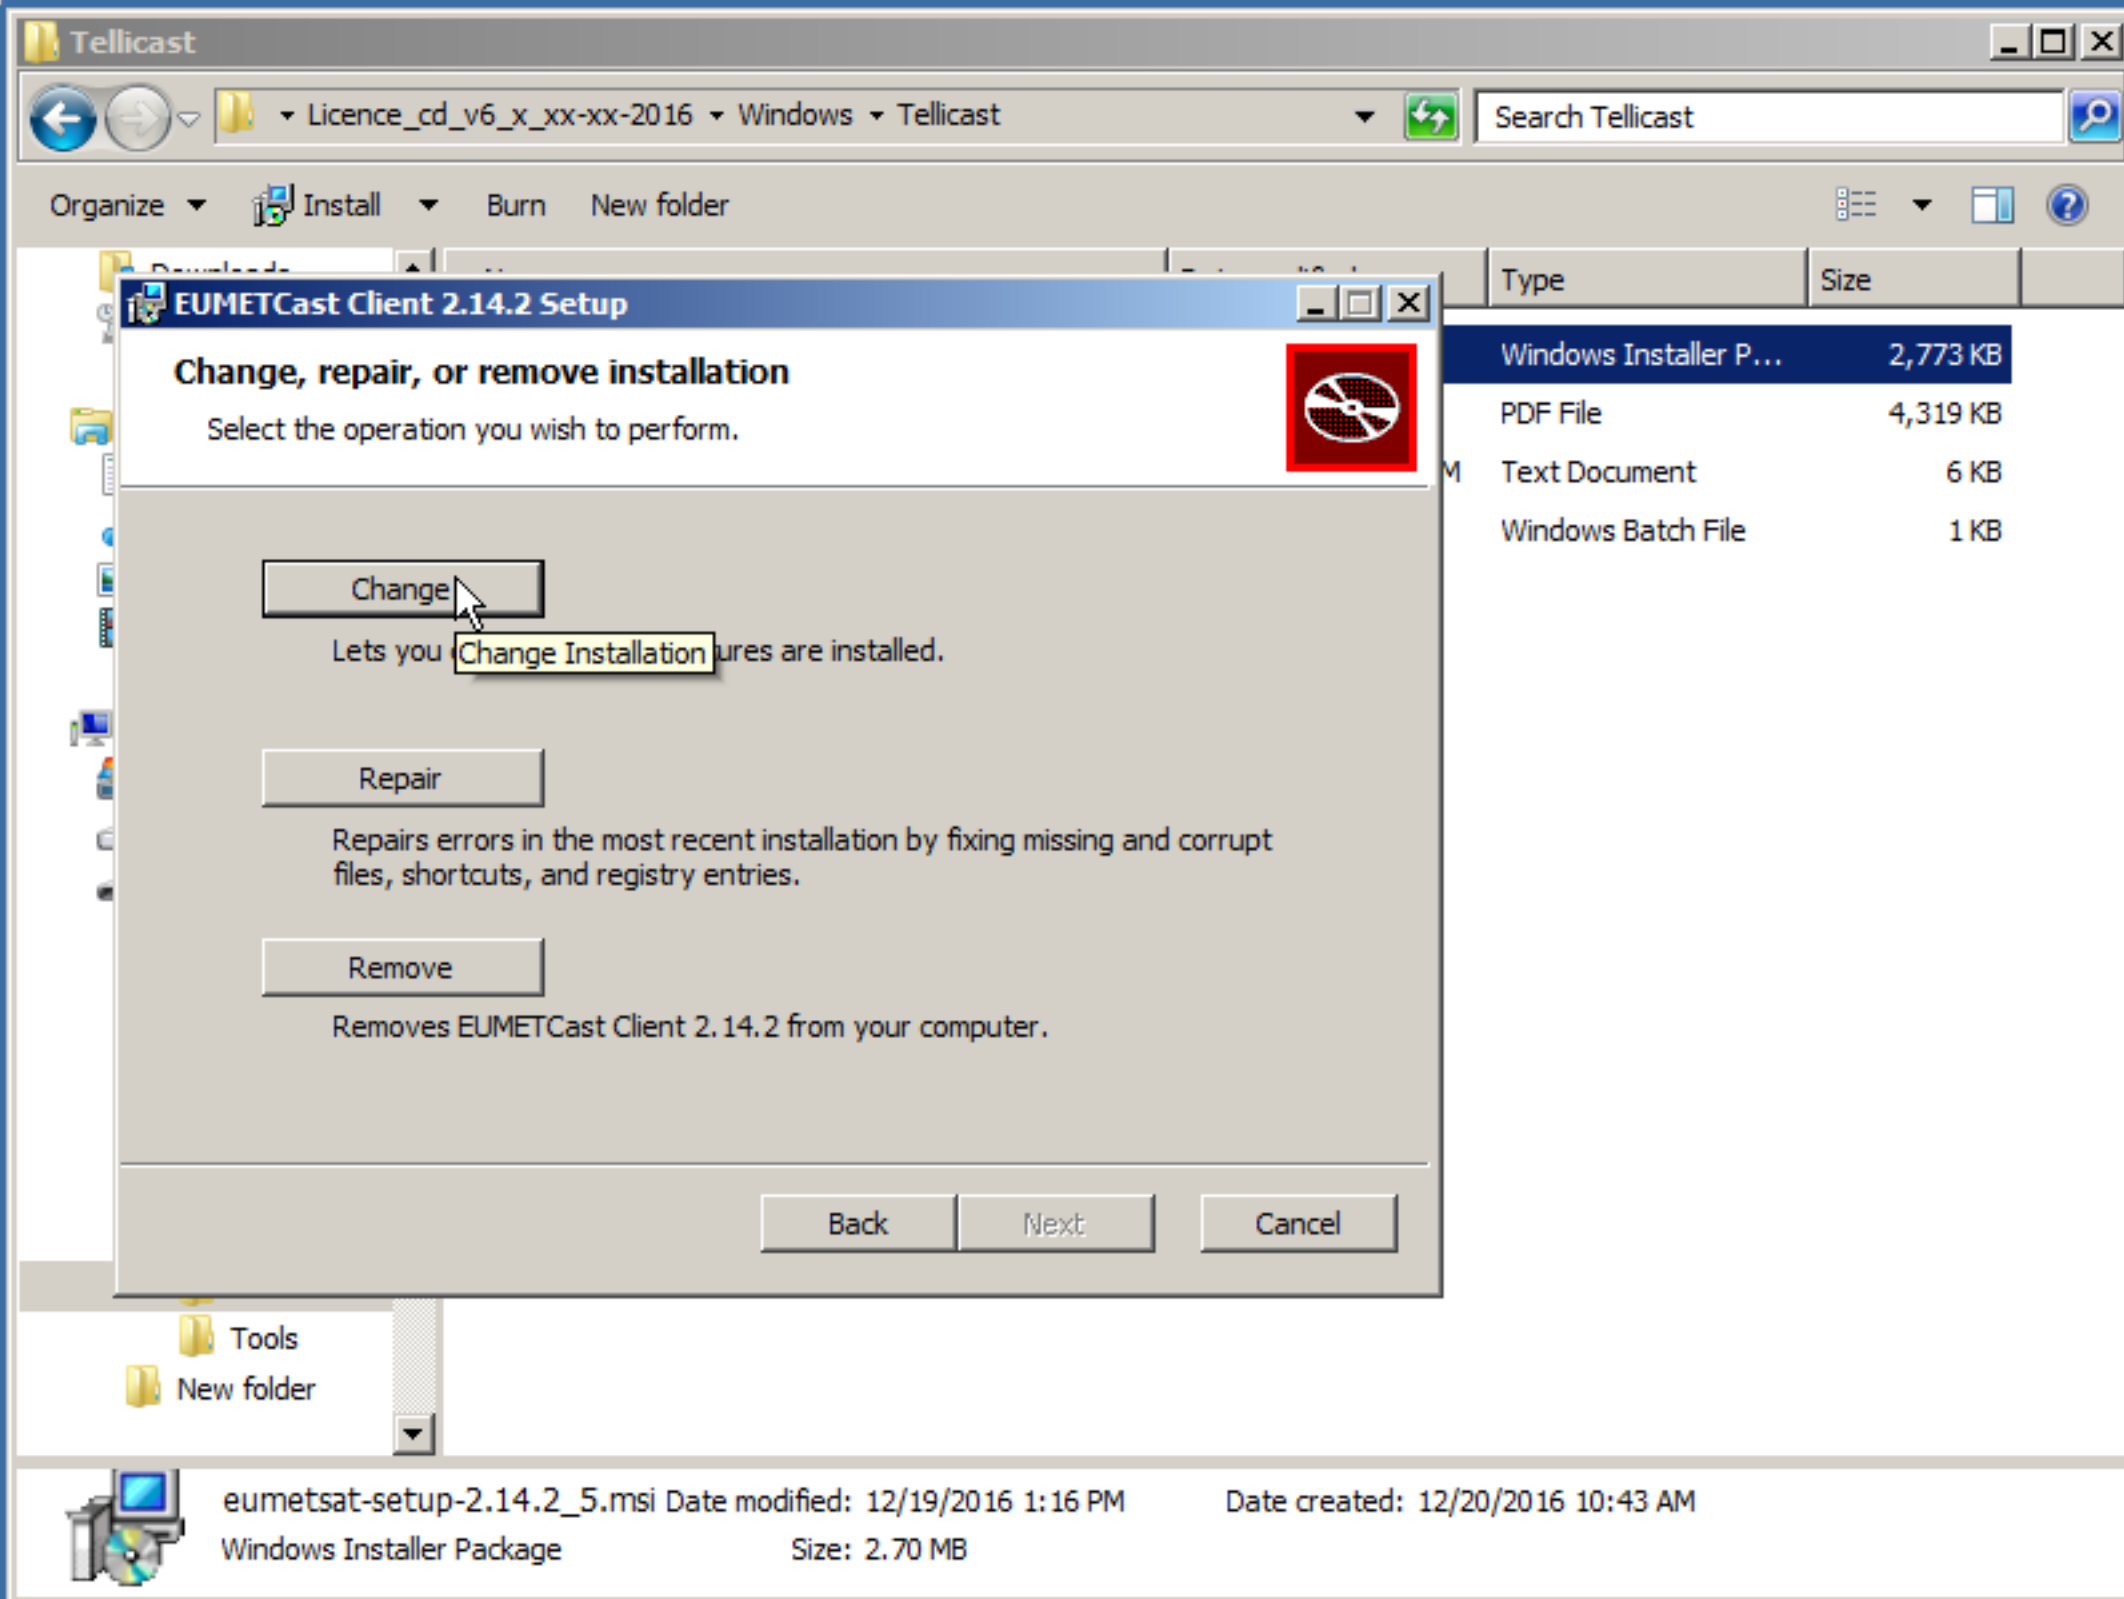 Tellicast
Licence_cd_v6_x_xx-xx-2016 Windows Tellicast
Search Tellicast
Organize Install Burn New folder
Type Size
EUMETCast Client 2.14.2 Setup
Change, repair, or remove installation
Select the operation you wish to perform.
Windows Installer P... 2,773 KB
PDF File 4,319 KB
M Text Document 6 KB
Windows Batch File 1 KB
Change
Lets you
Change Installation
ures are installed.
Repair
Repairs errors in the most recent installation by fixing missing and corrupt
files, shortcuts, and registry entries.
Remove
Removes EUMETCast Client 2.14.2 from your computer.
Back Next Cancel
Tools
New folder
eumetsat-setup-2.14.2_5.msi Date modified: 12/19/2016 1:16 PM Date created: 12/20/2016 10:43 AM
Windows Installer Package Size: 2.70 MB